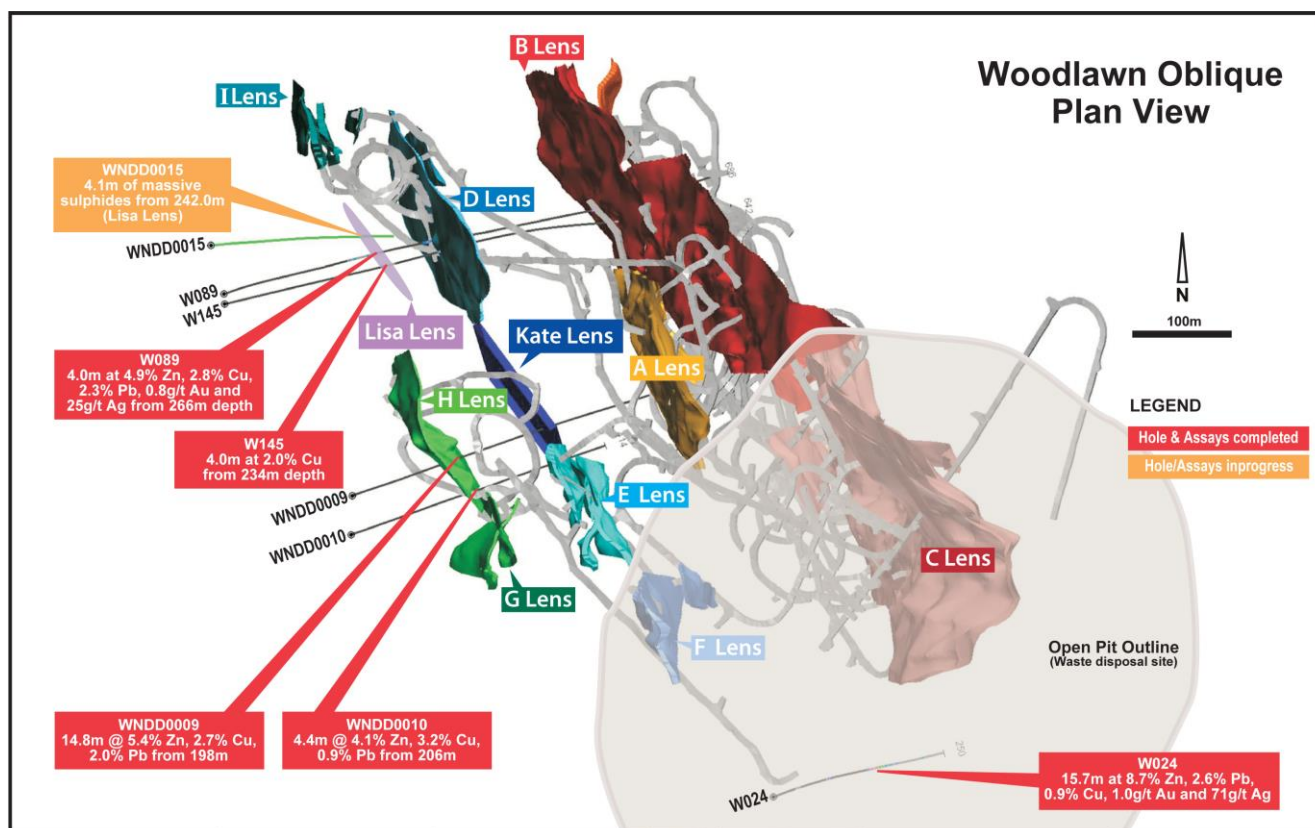 Woodlawn Oblique
Plan View
B Lens
I Lens
WNDD0015
4.1m of massive
sulphides from 242.0m
(Lisa Lens)
D Lens
686
642
WNDD0015
W089
W145
N
100m
Lisa Lens
Kate Lens
A Lens
W089
4.0m at 4.9% Zn, 2.8% Cu,
2.3% Pb, 0.8g/t Au and
25g/t Ag from 266m depth
H Lens
LEGEND
Hole & Assays completed
Hole/Assays inprogress
W145
4.0m at 2.0% Cu
from 234m depth
WNDD0009
E Lens
WNDD0010
C Lens
G Lens
F Lens
Open Pit Outline
(Waste disposal site)
WNDD0009
14.8m @ 5.4% Zn, 2.7% Cu,
2.0% Pb from 198m
WNDD0010
4.4m @ 4.1% Zn, 3.2% Cu,
0.9% Pb from 206m
250
W024
W024
15.7m at 8.7% Zn, 2.6% Pb,
0.9% Cu, 1.0g/t Au and 71g/t Ag